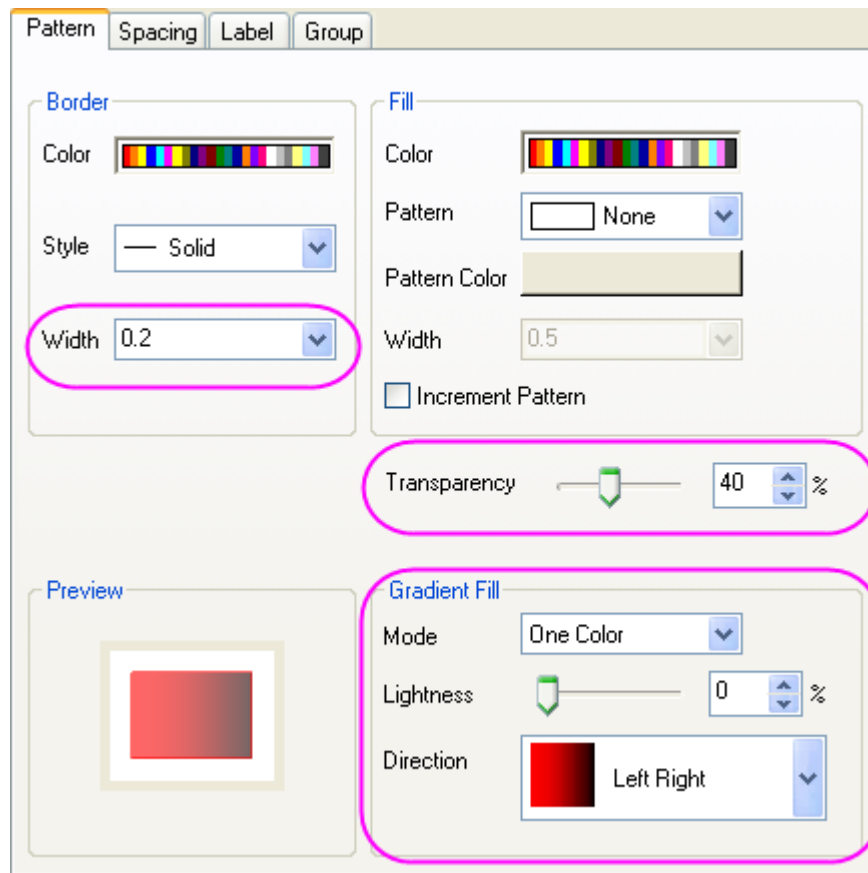 Pattern Spacing Label Group
Border
Color
Style Solid
Width 0.2
Fill
Color
Pattern None
Pattern Color
Width 0.5
Increment Pattern
Transparency 40 %
Preview
Gradient Fill
Mode One Color
Lightness 0 %
Direction Left Right